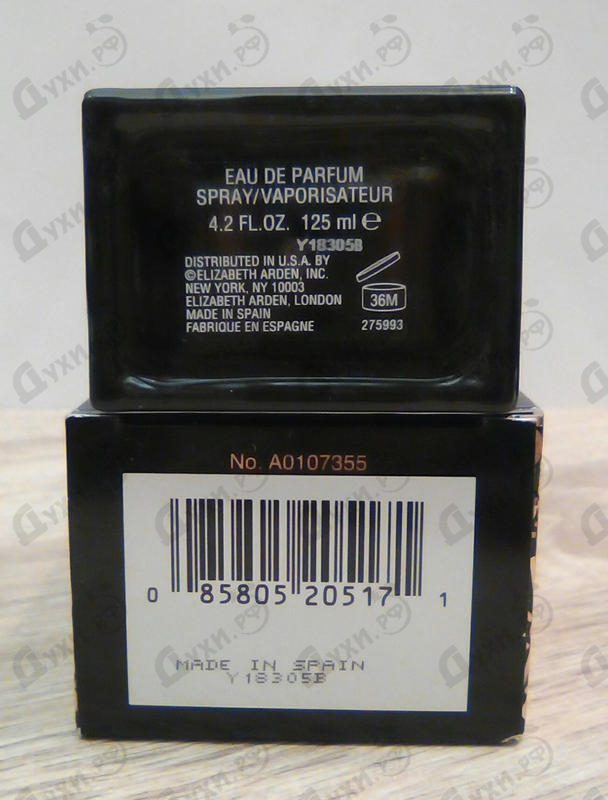 EAU DE PARFUM
SPRAY/VAPORISATEUR
4.2 FL.OZ. 125 ml ℮
Y18305B
DISTRIBUTED IN U.S.A. BY
©ELIZABETH ARDEN, INC.
NEW YORK, NY 10003
ELIZABETH ARDEN, LONDON
MADE IN SPAIN
FABRIQUE EN ESPAGNE
36M
275993
No. A0107355
0 85805 20517 1
MADE IN SPAIN
Y18305B
Духи.рф